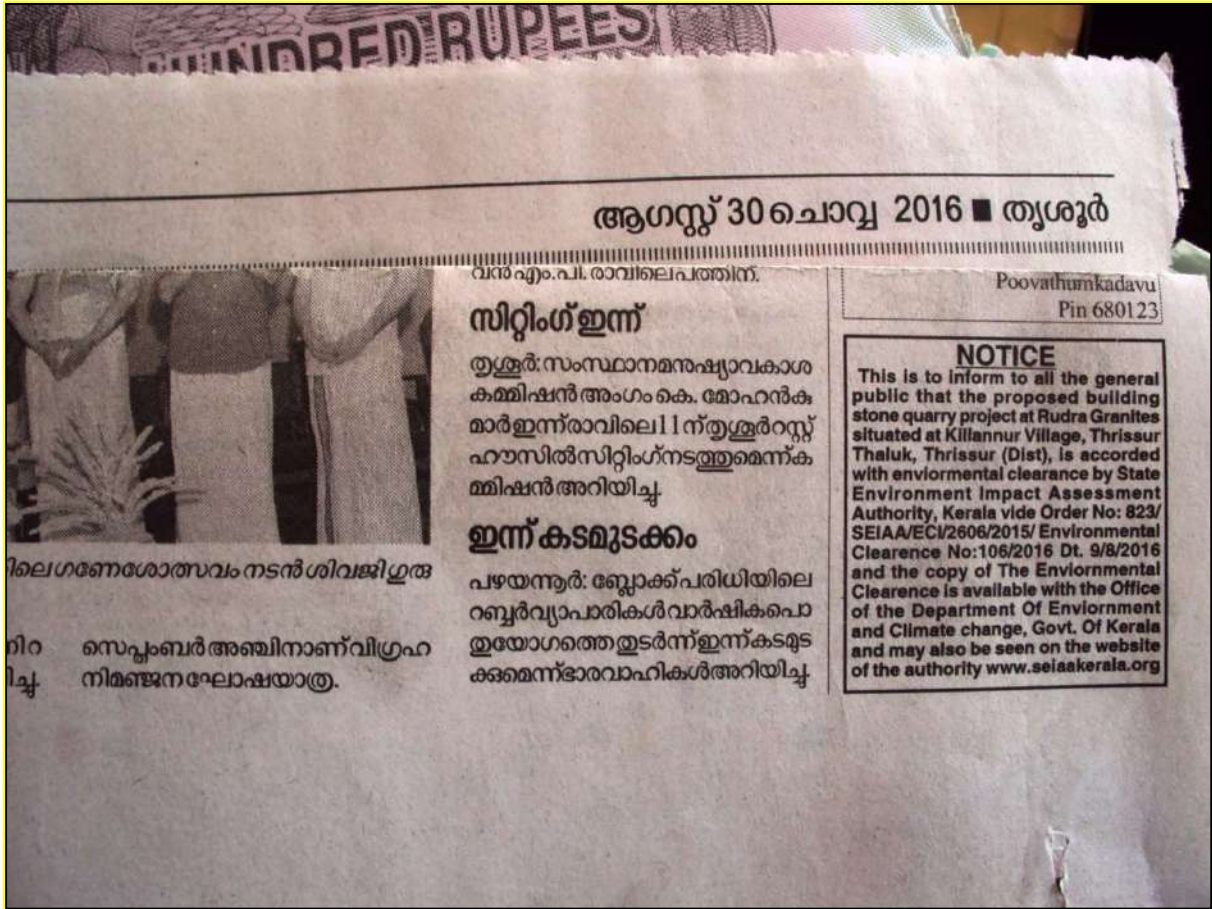 HUNDRED RUPEES
ആഗസ്റ്റ് 30 ചൊവ്വ 2016 ■ തൃശൂർ
ിലെ ഗണേശോത്സവം നടൻ ശിവജി ഗുരു
നിറ
ിച്ചു.
സെപ്തംബർ അഞ്ചിനാണ് വിഗ്രഹ
നിമഞ്ജന ഘോഷയാത്ര.
വൻ എം.പി. രാവിലെ പത്തിന്.
സിറ്റിംഗ് ഇന്ന്
തൃശൂർ: സംസ്ഥാന മനുഷ്യാവകാശ
കമ്മിഷൻ അംഗം കെ. മോഹൻകു
മാർ ഇന്ന് രാവിലെ 11ന് തൃശൂർ റസ്റ്റ്
ഹൗസിൽ സിറ്റിംഗ് നടത്തുമെന്ന് ക
മ്മിഷൻ അറിയിച്ചു.
ഇന്ന് കടമുടക്കം
പഴയന്നൂർ: ബ്ലോക്ക് പരിധിയിലെ
റബ്ബർ വ്യാപാരികൾ വാർഷിക പൊ
തുയോഗത്തെ തുടർന്ന് ഇന്ന് കടമുട
ക്കുമെന്ന് ഭാരവാഹികൾ അറിയിച്ചു.
Poovathumkadavu
Pin 680123
NOTICE
This is to inform to all the general
public that the proposed building
stone quarry project at Rudra Granites
situated at Killannur Village, Thrissur
Thaluk, Thrissur (Dist), is accorded
with enviormental clearance by State
Environment Impact Assessment
Authority, Kerala vide Order No: 823/
SEIAA/ECI/2606/2015/ Environmental
Clearence No:106/2016 Dt. 9/8/2016
and the copy of The Enviornmental
Clearence is available with the Office
of the Department Of Enviornment
and Climate change, Govt. Of Kerala
and may also be seen on the website
of the authority www.seiaakerala.org